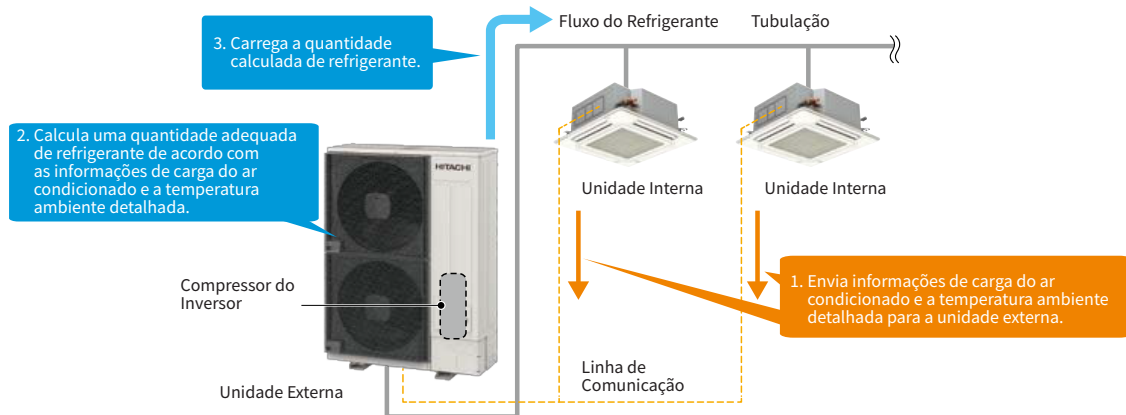 Fluxo do Refrigerante
Tubulação
3. Carrega a quantidade
calculada de refrigerante.
2. Calcula uma quantidade adequada
de refrigerante de acordo com
as informações de carga do ar
condicionado e a temperatura
ambiente detalhada.
HITACHI
Unidade Interna
Unidade Interna
Compressor do
Inversor
1. Envia informações de carga do ar
condicionado e a temperatura ambiente
detalhada para a unidade externa.
Linha de
Comunicação
Unidade Externa